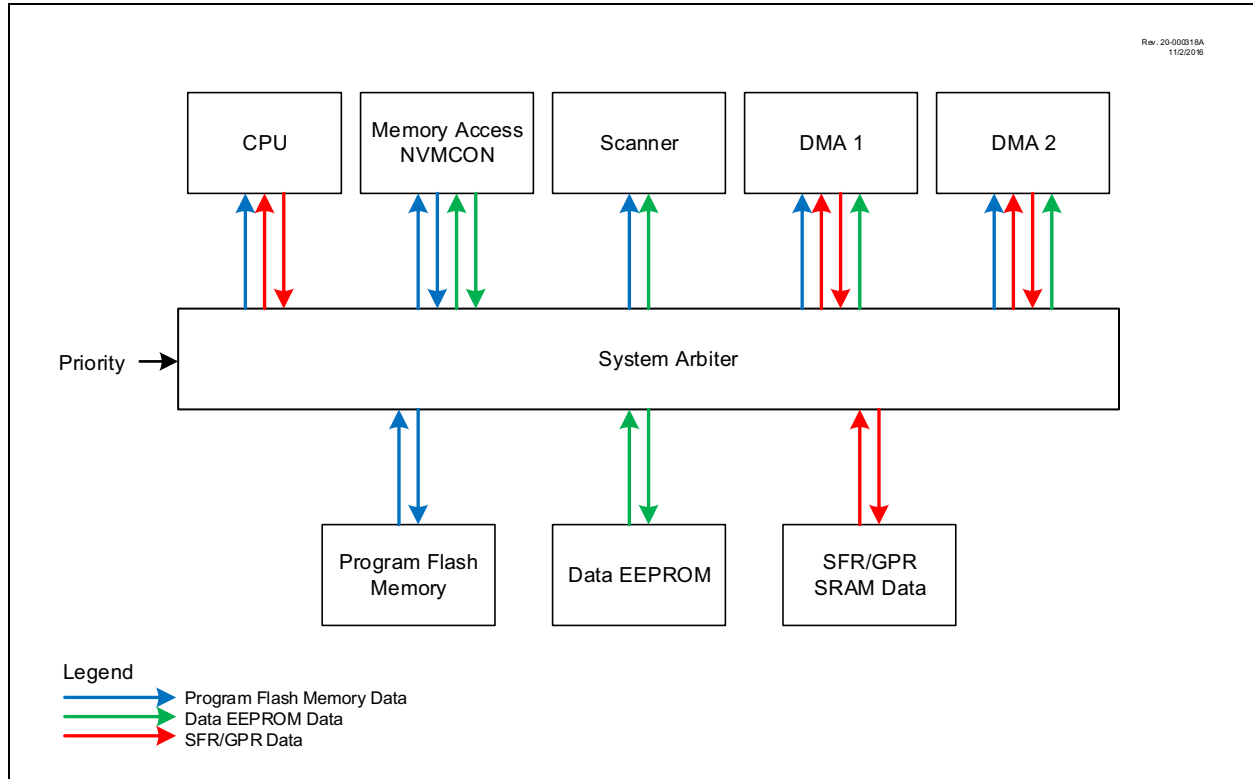 Rev. 20-000318A
11/2/2016
CPU
Memory Access
NVMCON
Scanner
DMA 1
DMA 2
Priority
System Arbiter
Program Flash
Memory
Data EEPROM
SFR/GPR
SRAM Data
Legend
Program Flash Memory Data
Data EEPROM Data
SFR/GPR Data